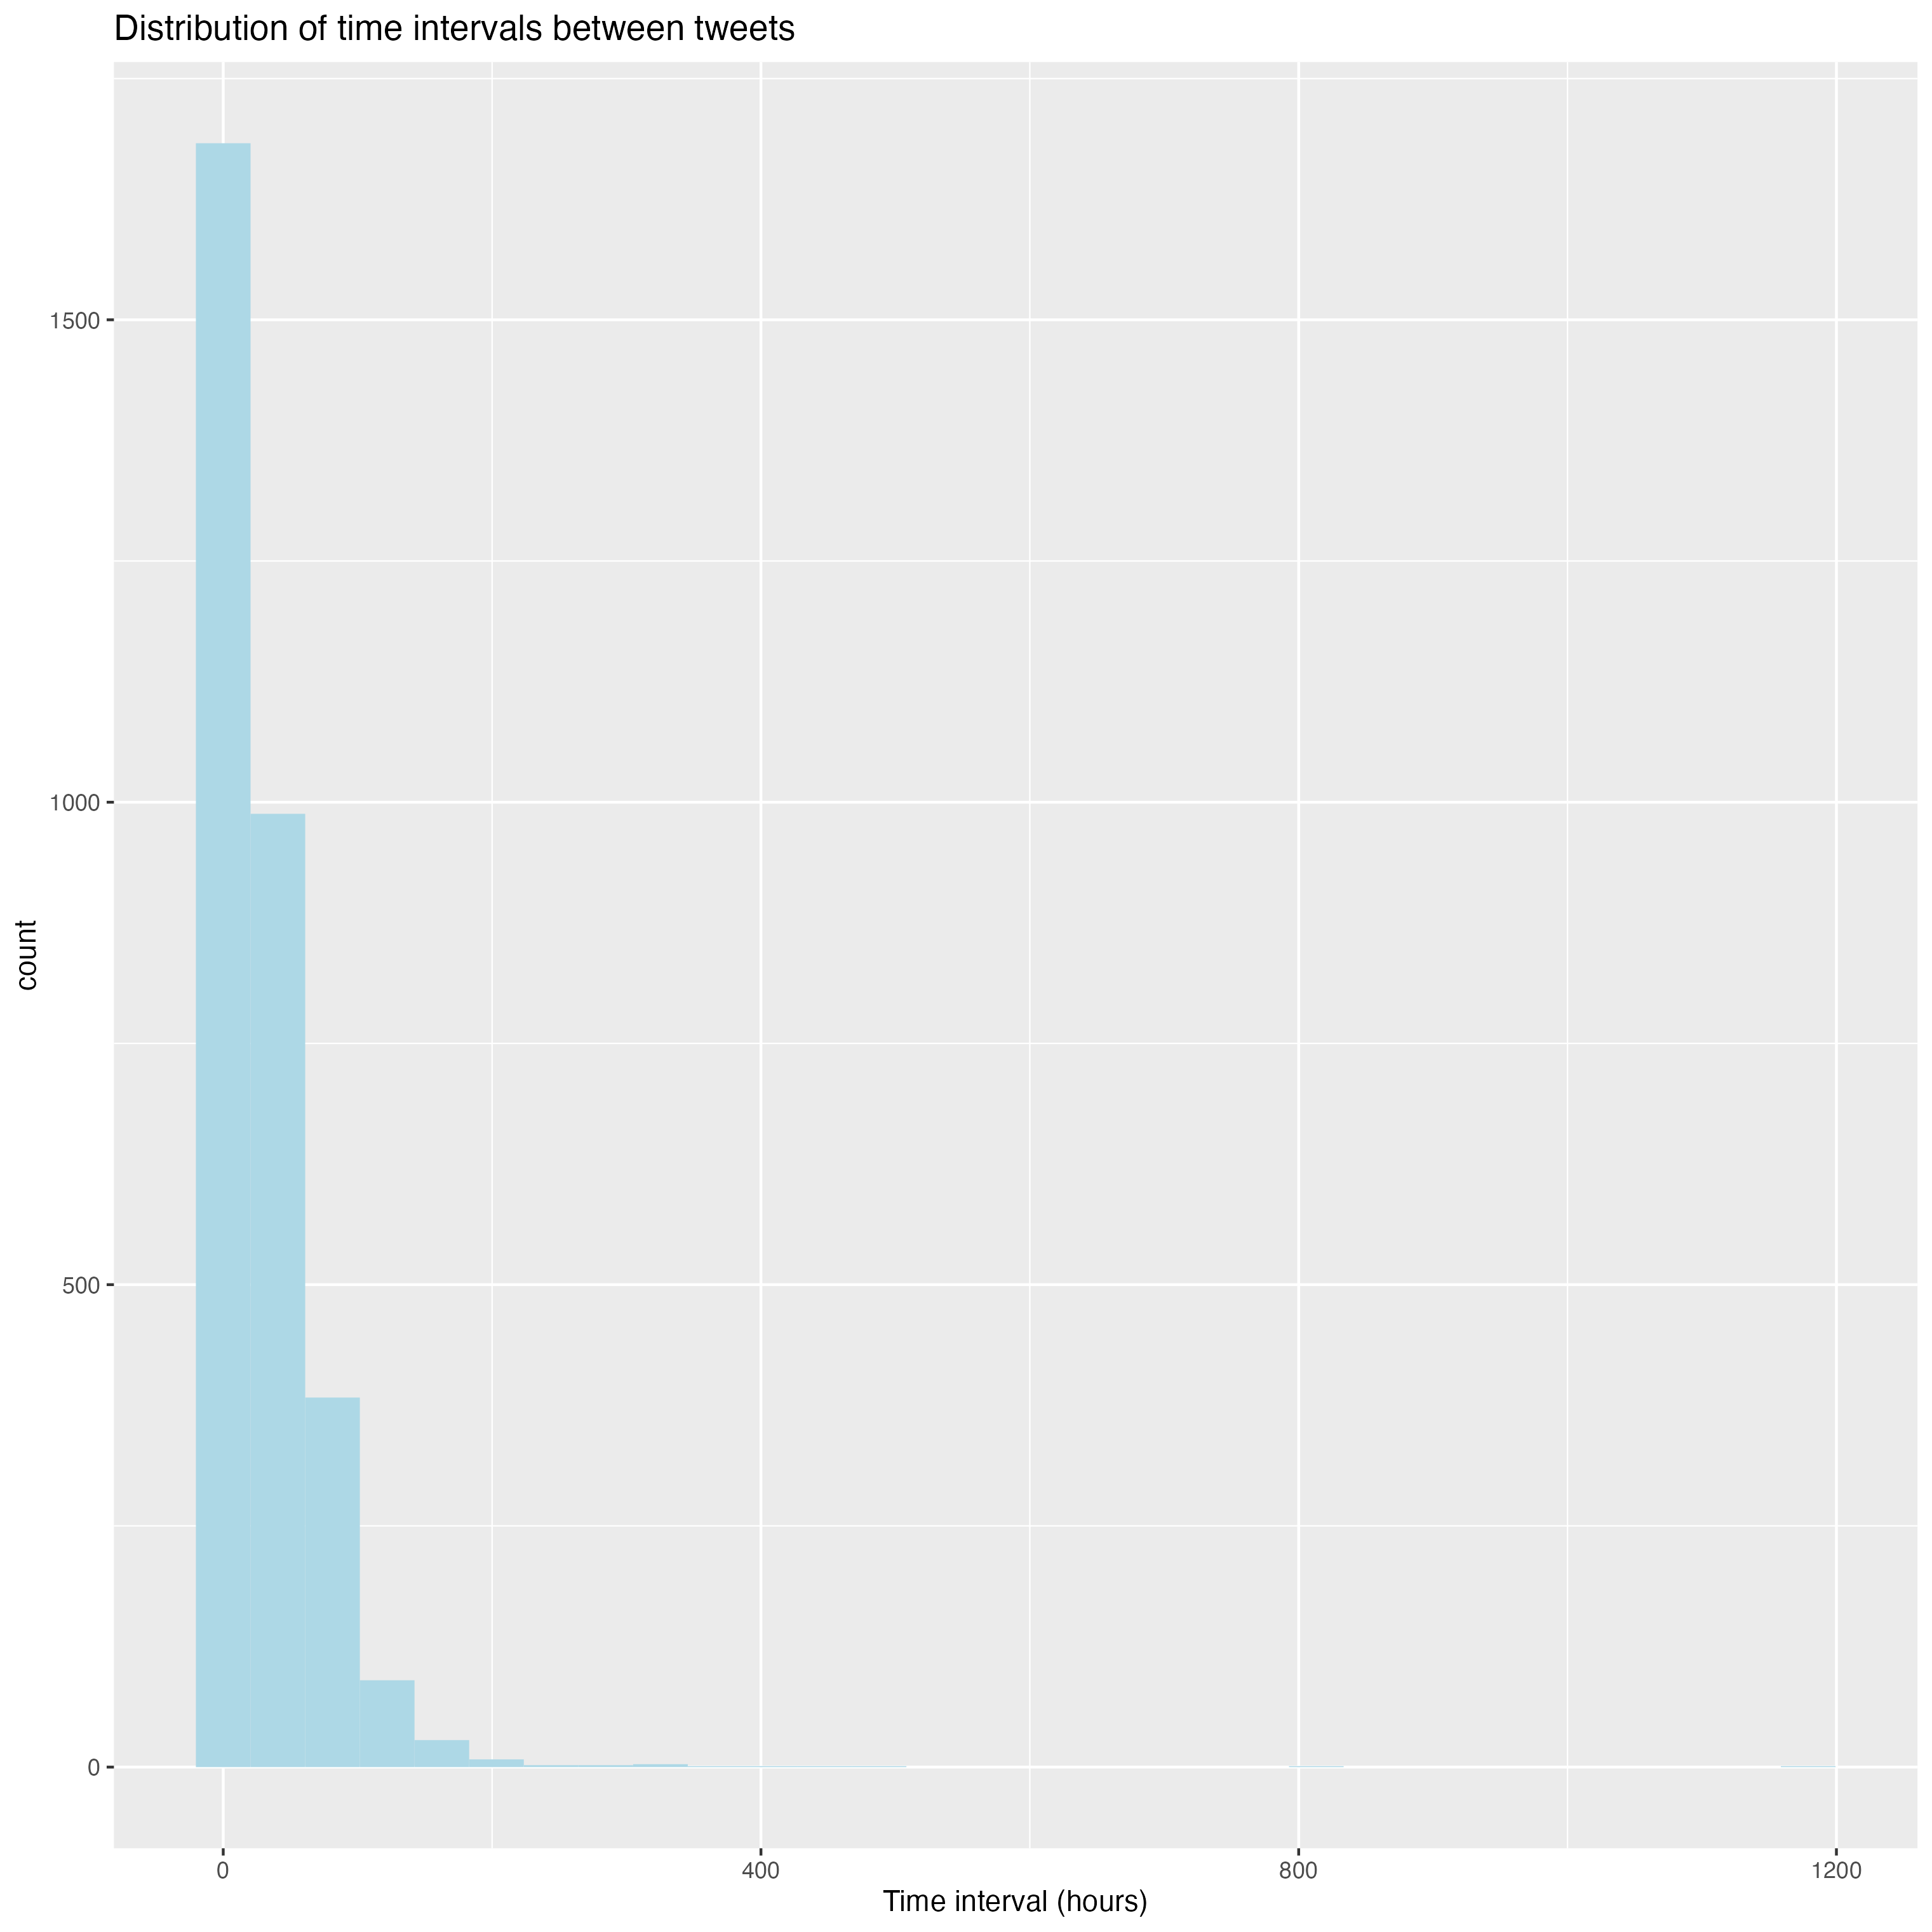 Distribution of time intervals between tweets
1500
1000
500
0
count
0 400 800 1200
Time interval (hours)